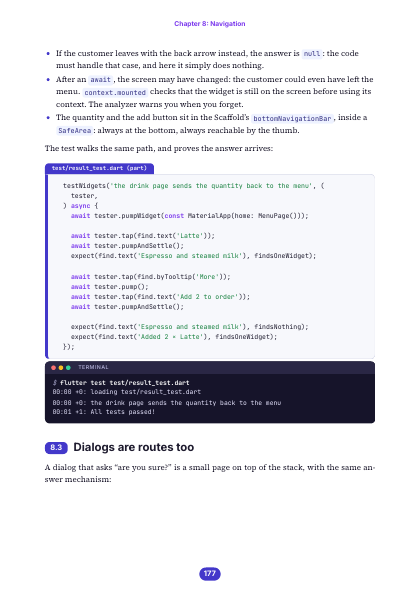 Chapter 8: Navigation
• If the customer leaves with the back arrow instead, the answer is null: the code
must handle that case, and here it simply does nothing.
• After an await, the screen may have changed: the customer could even have left the
menu. context.mounted checks that the widget is still on the screen before using its
context. The analyzer warns you when you forget.
• The quantity and the add button sit in the Scaffold's bottomNavigationBar, inside a
SafeArea: always at the bottom, always reachable by the thumb.
The test walks the same path, and proves the answer arrives:
test/result_test.dart (part)
testWidgets('the drink page sends the quantity back to the menu', (
  tester,
) async {
  await tester.pumpWidget(const MaterialApp(home: MenuPage()));

  await tester.tap(find.text('Latte'));
  await tester.pumpAndSettle();
  expect(find.text('Espresso and steamed milk'), findsOneWidget);

  await tester.tap(find.byTooltip('More'));
  await tester.pump();
  await tester.tap(find.text('Add 2 to order'));
  await tester.pumpAndSettle();

  expect(find.text('Espresso and steamed milk'), findsNothing);
  expect(find.text('Added 2 × Latte'), findsOneWidget);
});
TERMINAL
$ flutter test test/result_test.dart
00:00 +0: loading test/result_test.dart
00:00 +0: the drink page sends the quantity back to the menu
00:01 +1: All tests passed!
8.3 Dialogs are routes too
A dialog that asks “are you sure?” is a small page on top of the stack, with the same an-
swer mechanism:
177